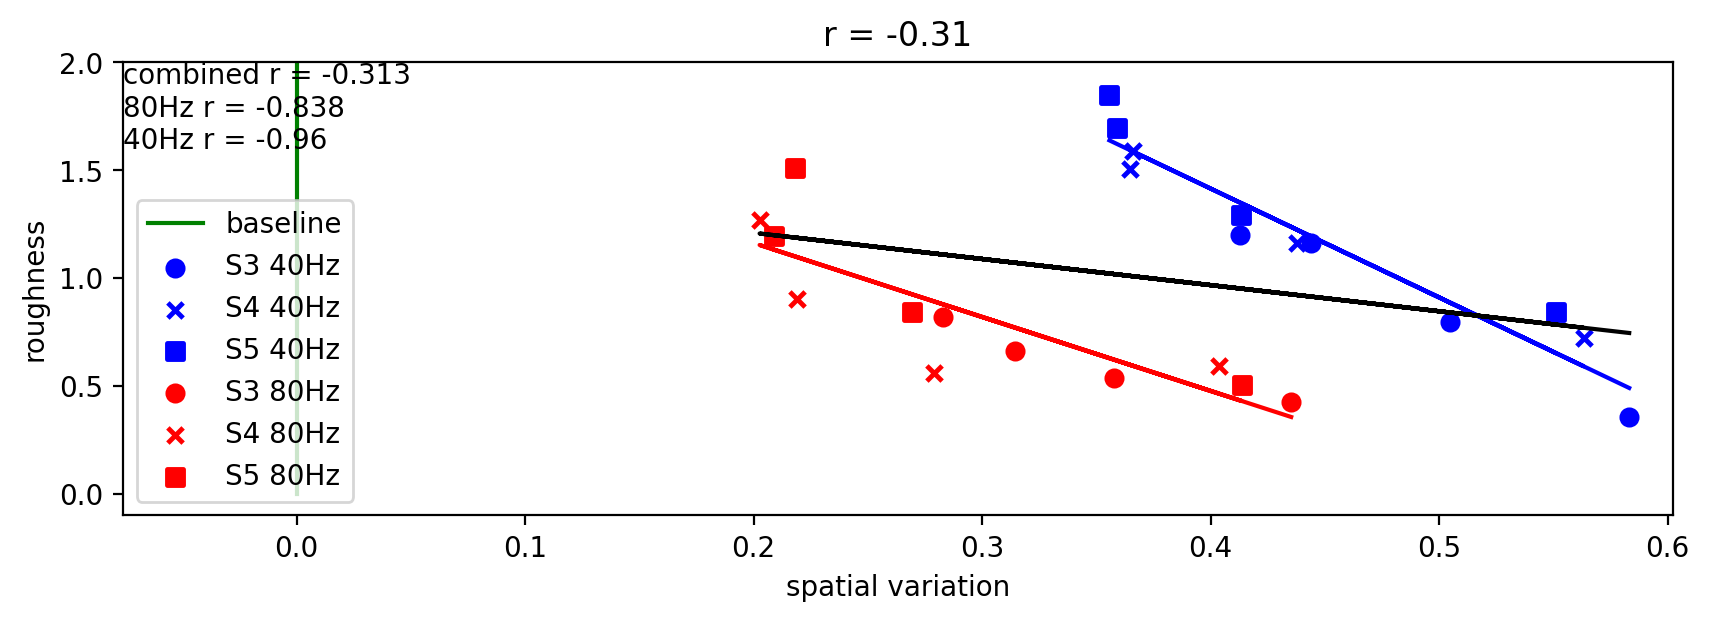 r = -0.31
combined r = -0.313
80Hz r = -0.838
40Hz r = -0.96
2.0
1.5
1.0
0.5
0.0
roughness
baseline
S3 40Hz
S4 40Hz
S5 40Hz
S3 80Hz
S4 80Hz
S5 80Hz
0.0 0.1 0.2 0.3 0.4 0.5 0.6
spatial variation